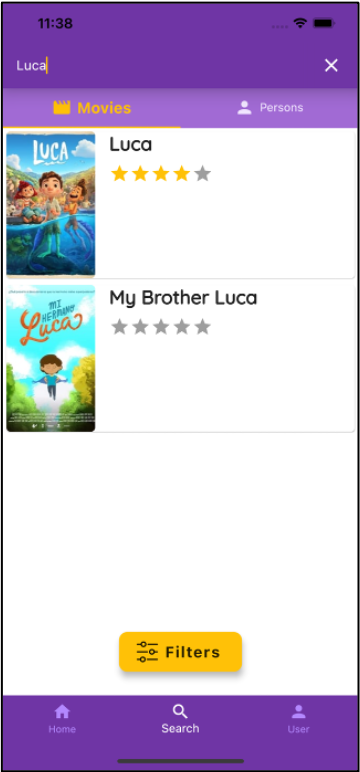 11:38
Luca
Movies
Persons
LUCA
Luca
MI
HERMANO
Luca
My Brother Luca
Filters
Home
Search
User